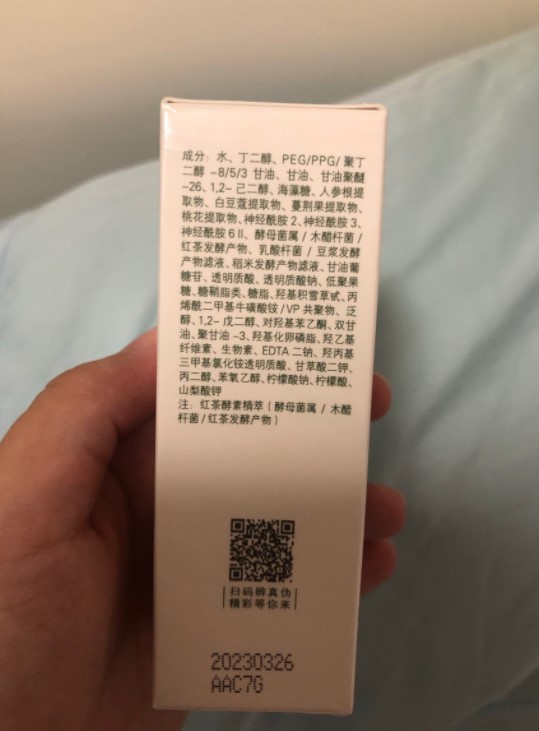 成分：水、丁二醇、PEG/PPG/ 聚丁
二醇 -8/5/3 甘油、甘油、甘油聚醚
-26、1,2- 己二醇、海藻糖、人参根提
取物、白豆蔻提取物、蔓荆果提取物、
桃花提取物、神经酰胺 2、神经酰胺 3、
神经酰胺 6 II、酵母菌属 / 木醋杆菌 /
红茶发酵产物、乳酸杆菌 / 豆浆发酵
产物滤液、稻米发酵产物滤液、甘油葡
糖苷、透明质酸、透明质酸钠、低聚果
糖、糖鞘脂类、糖脂、羟基积雪草甙、丙
烯酰二甲基牛磺酸铵 /VP 共聚物、泛
醇、1,2- 戊二醇、对羟基苯乙酮、双甘
油、聚甘油 -3、羟基化卵磷脂、羟乙基
纤维素、生物素、EDTA 二钠、羟丙基
三甲基氯化铵透明质酸、甘草酸二钾、
丙二醇、苯氧乙醇、柠檬酸钠、柠檬酸、
山梨酸钾
注：红茶酵素精萃（酵母菌属 / 木醋
杆菌 / 红茶发酵产物）
扫码辨真伪
精彩等你来
20230326
AAC7G